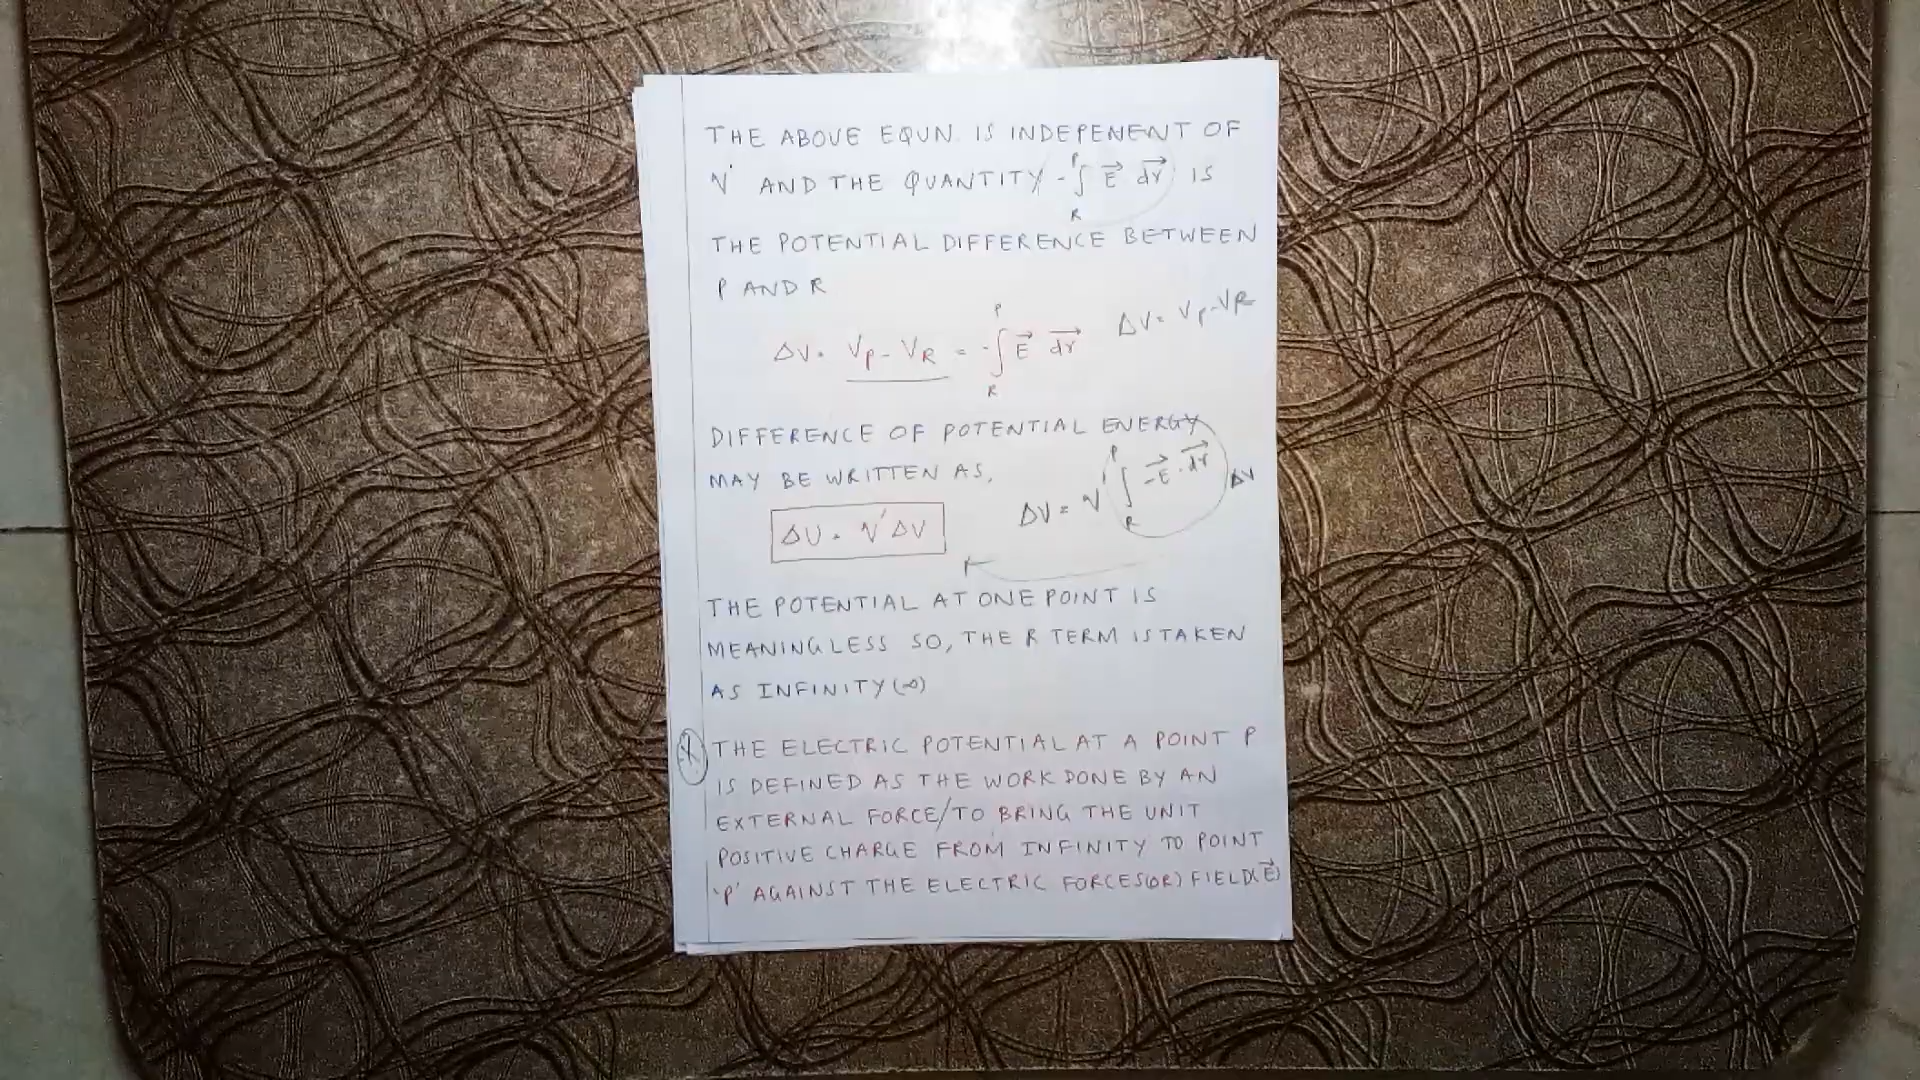 THE ABOVE EQUN. IS INDEPENENT OF
q' AND THE QUANTITY -∫ᴿᴾ E⃗ dr⃗ IS
THE POTENTIAL DIFFERENCE BETWEEN
P AND R
ΔV = VP - VR = -∫ᴿᴾ E⃗ dr⃗ ΔV = VP - VR
DIFFERENCE OF POTENTIAL ENERGY
MAY BE WRITTEN AS,
ΔU = q' ΔV ΔV = q' ∫ᴿᴾ -E⃗ · dr⃗ ΔV
THE POTENTIAL AT ONE POINT IS
MEANINGLESS SO, THE R TERM IS TAKEN
AS INFINITY (∞)
THE ELECTRIC POTENTIAL AT A POINT P
IS DEFINED AS THE WORK DONE BY AN
EXTERNAL FORCE/TO BRING THE UNIT
POSITIVE CHARGE FROM INFINITY TO POINT
'P' AGAINST THE ELECTRIC FORCES(OR) FIELD(E⃗)